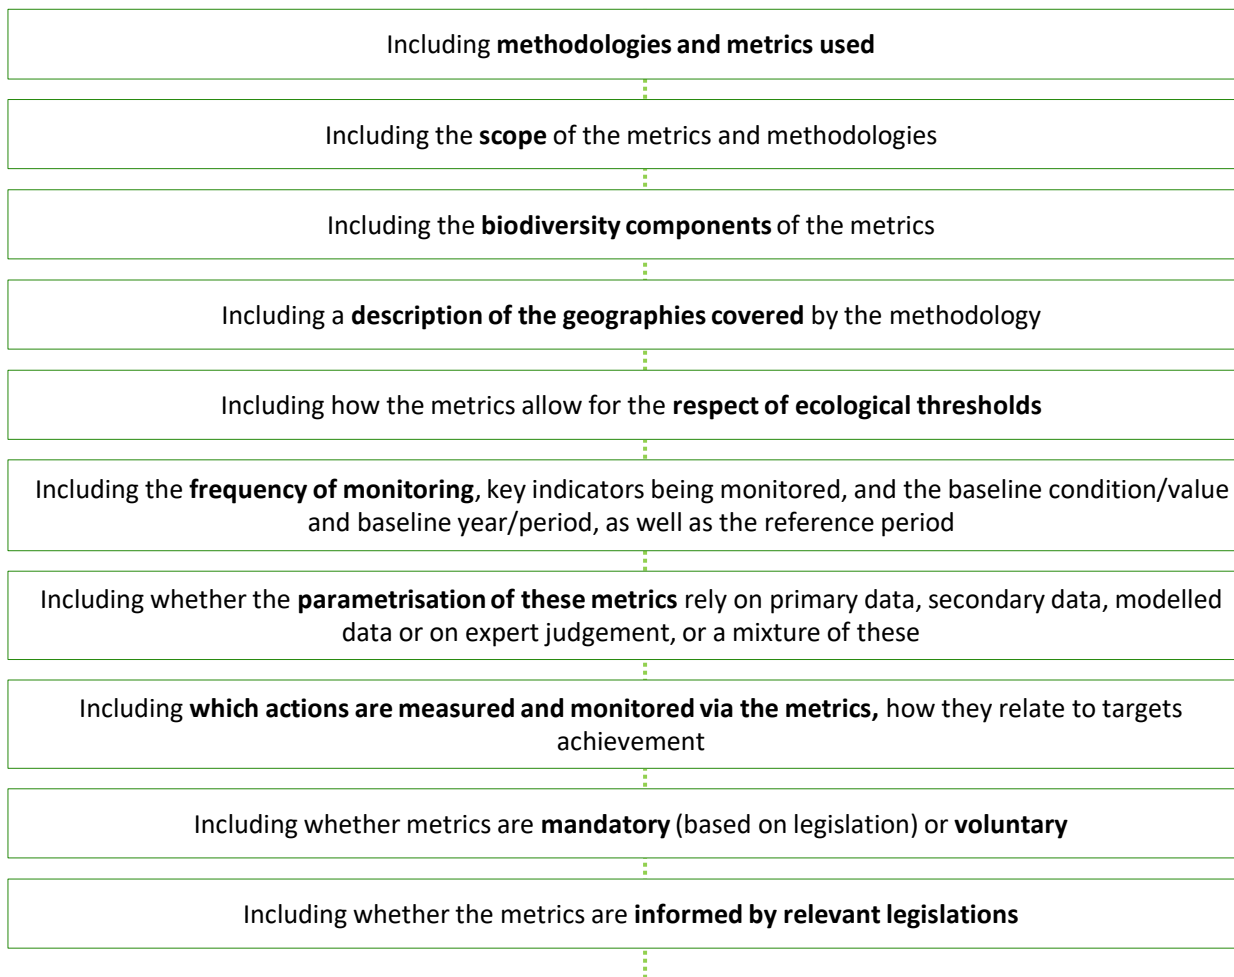 Including methodologies and metrics used
Including the scope of the metrics and methodologies
Including the biodiversity components of the metrics
Including a description of the geographies covered by the methodology
Including how the metrics allow for the respect of ecological thresholds
Including the frequency of monitoring, key indicators being monitored, and the baseline condition/value
and baseline year/period, as well as the reference period
Including whether the parametrisation of these metrics rely on primary data, secondary data, modelled
data or on expert judgement, or a mixture of these
Including which actions are measured and monitored via the metrics, how they relate to targets
achievement
Including whether metrics are mandatory (based on legislation) or voluntary
Including whether the metrics are informed by relevant legislations